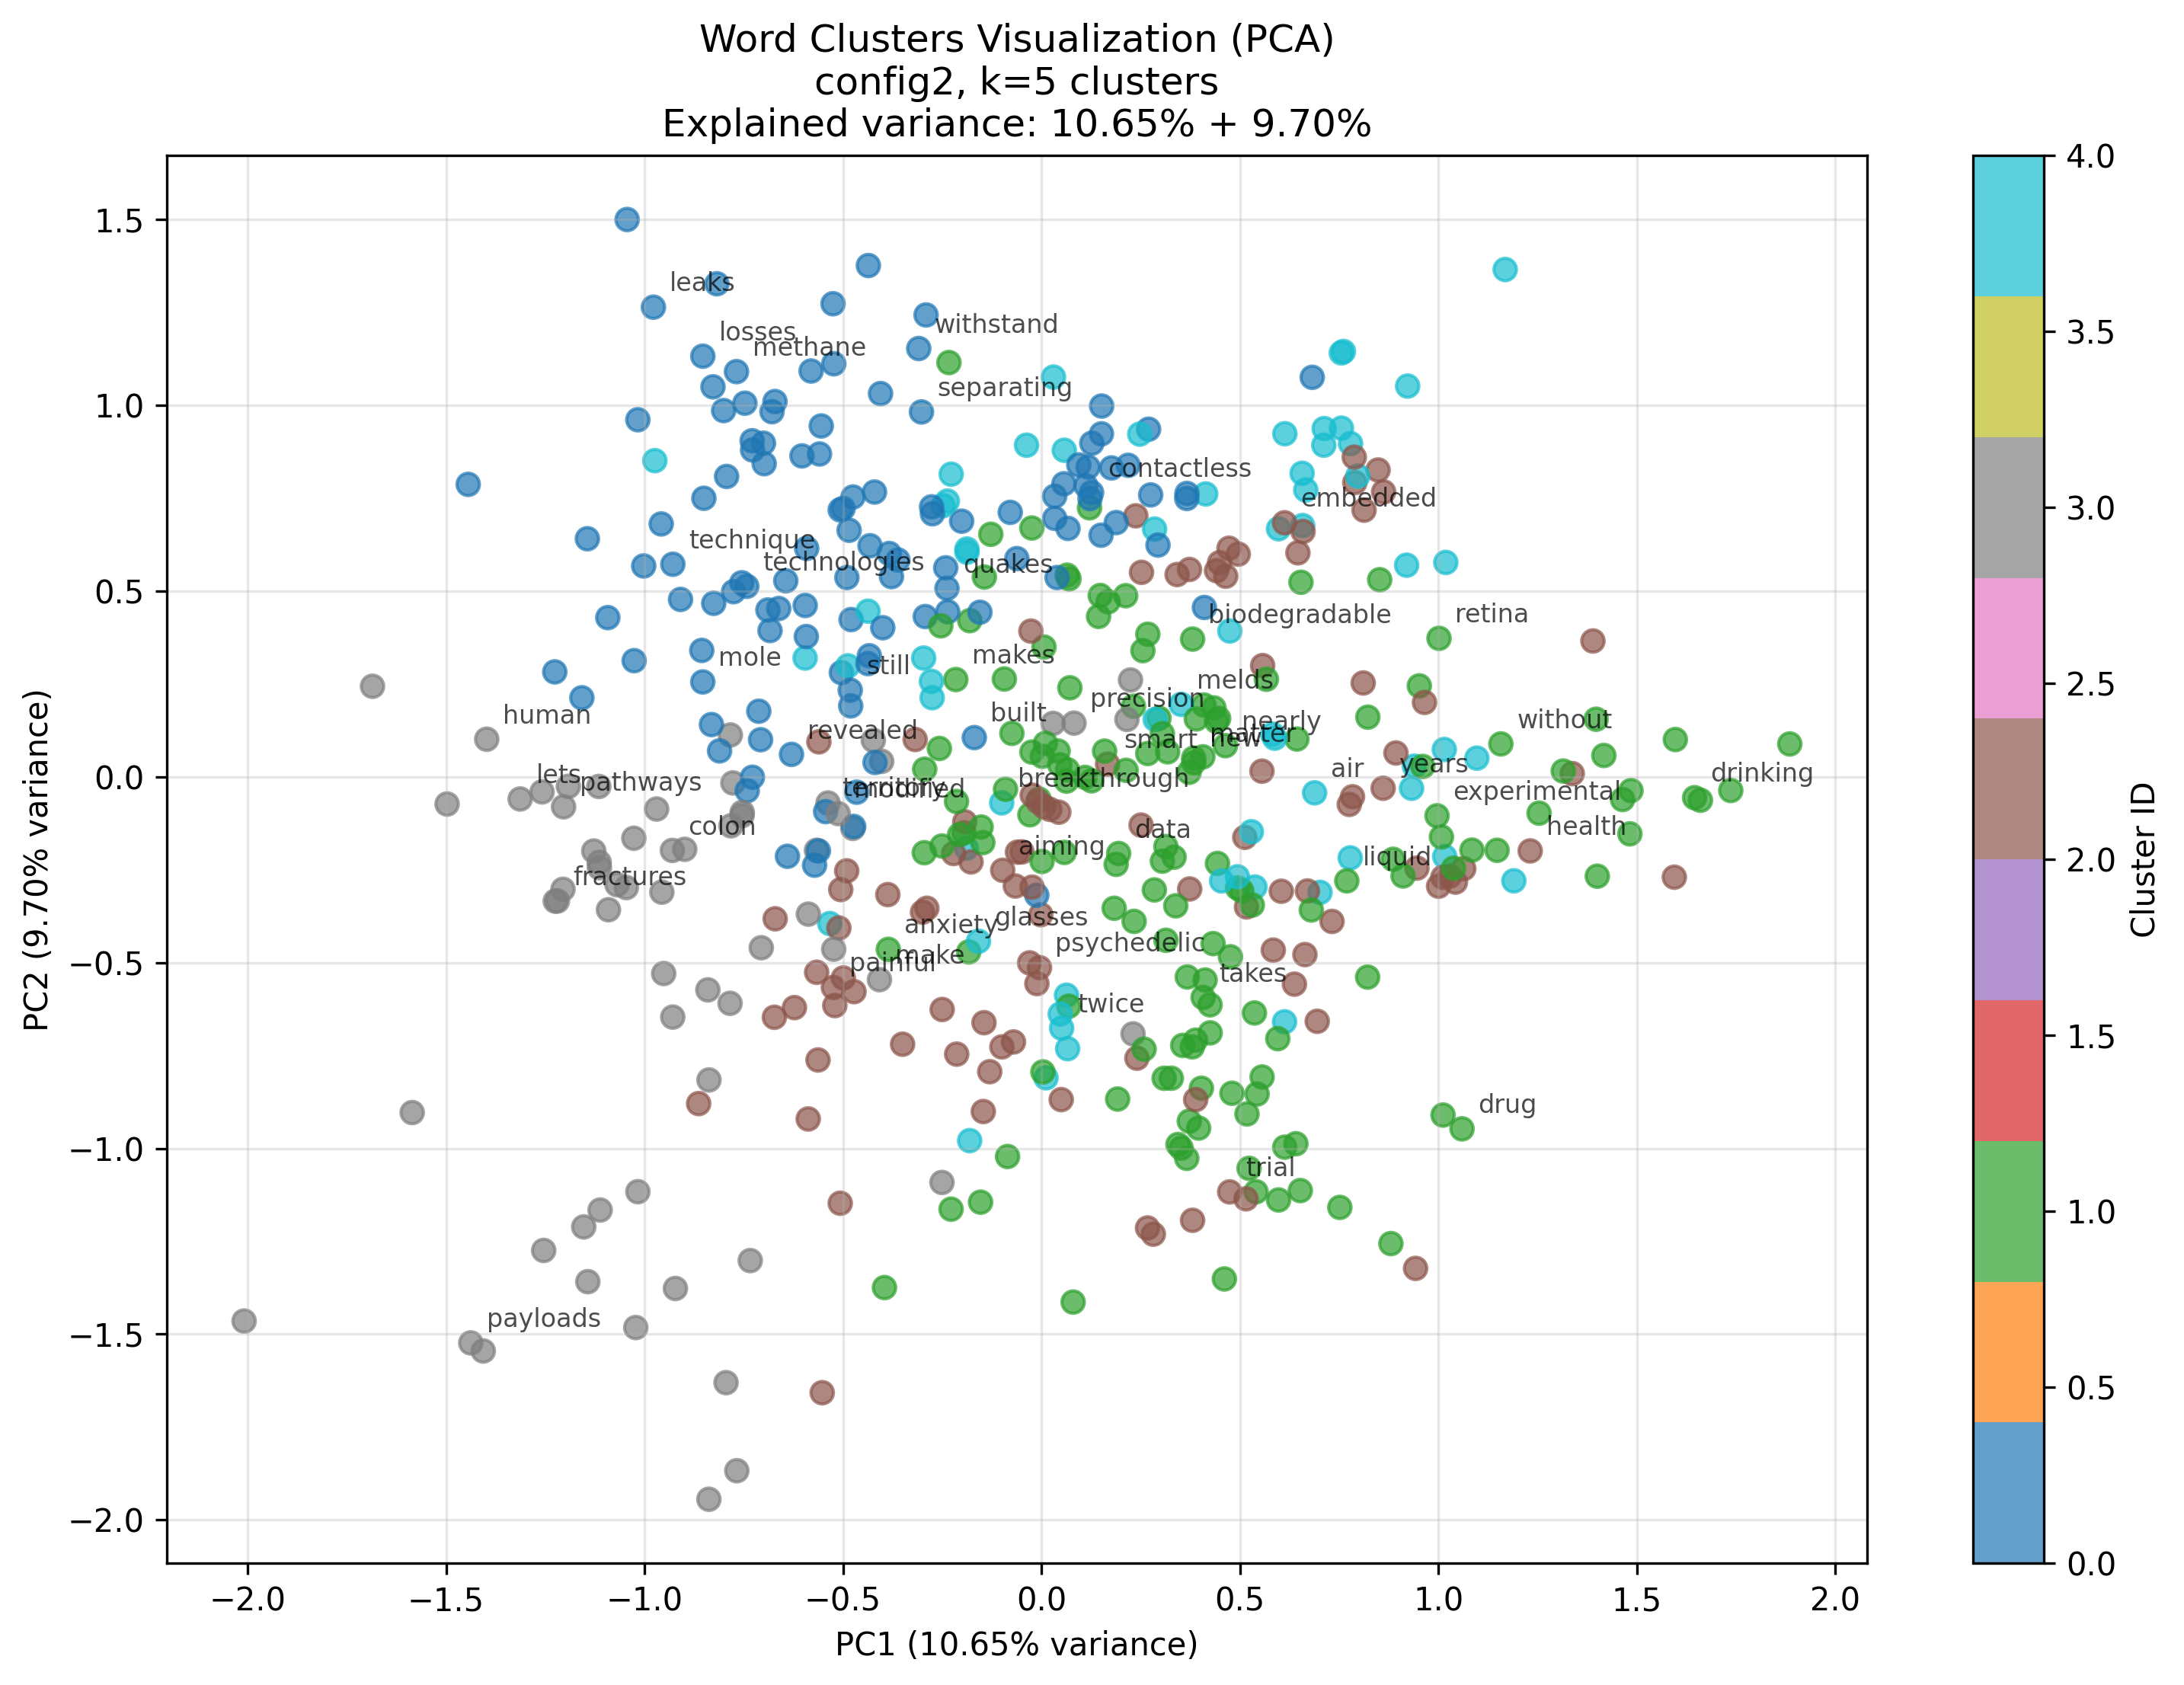 Word Clusters Visualization (PCA)
config2, k=5 clusters
Explained variance: 10.65% + 9.70%
PC2 (9.70% variance)
1.5
1.0
0.5
0.0
−0.5
−1.0
−1.5
−2.0
leaks
losses
methane
withstand
separating
contactless
embedded
technique
technologies
quakes
biodegradable
retina
mole
still
makes
melds
human
precision
built
nearly
without
revealed
smart
new
matter
lets
pathways
air
years
drinking
territory
modified
breakthrough
experimental
colon
data
health
aiming
liquid
fractures
anxiety
glasses
psychedelic
make
painful
takes
twice
drug
trial
payloads
−2.0
−1.5
−1.0
−0.5
0.0
0.5
1.0
1.5
2.0
PC1 (10.65% variance)
4.0
3.5
3.0
2.5
2.0
1.5
1.0
0.5
0.0
Cluster ID